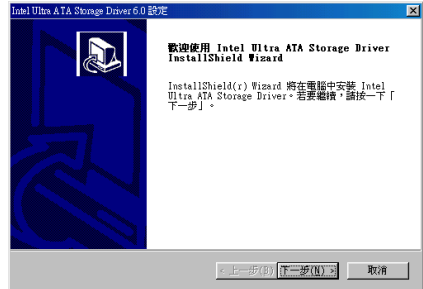 Intel Ultra ATA Storage Driver 6.0 設定
歡迎使用 Intel Ultra ATA Storage Driver
InstallShield Wizard
InstallShield(r) Wizard 將在電腦中安裝 Intel
Ultra ATA Storage Driver。若要繼續，請按一下「
下一步」。
< 上一步(B) 下一步(N) > 取消